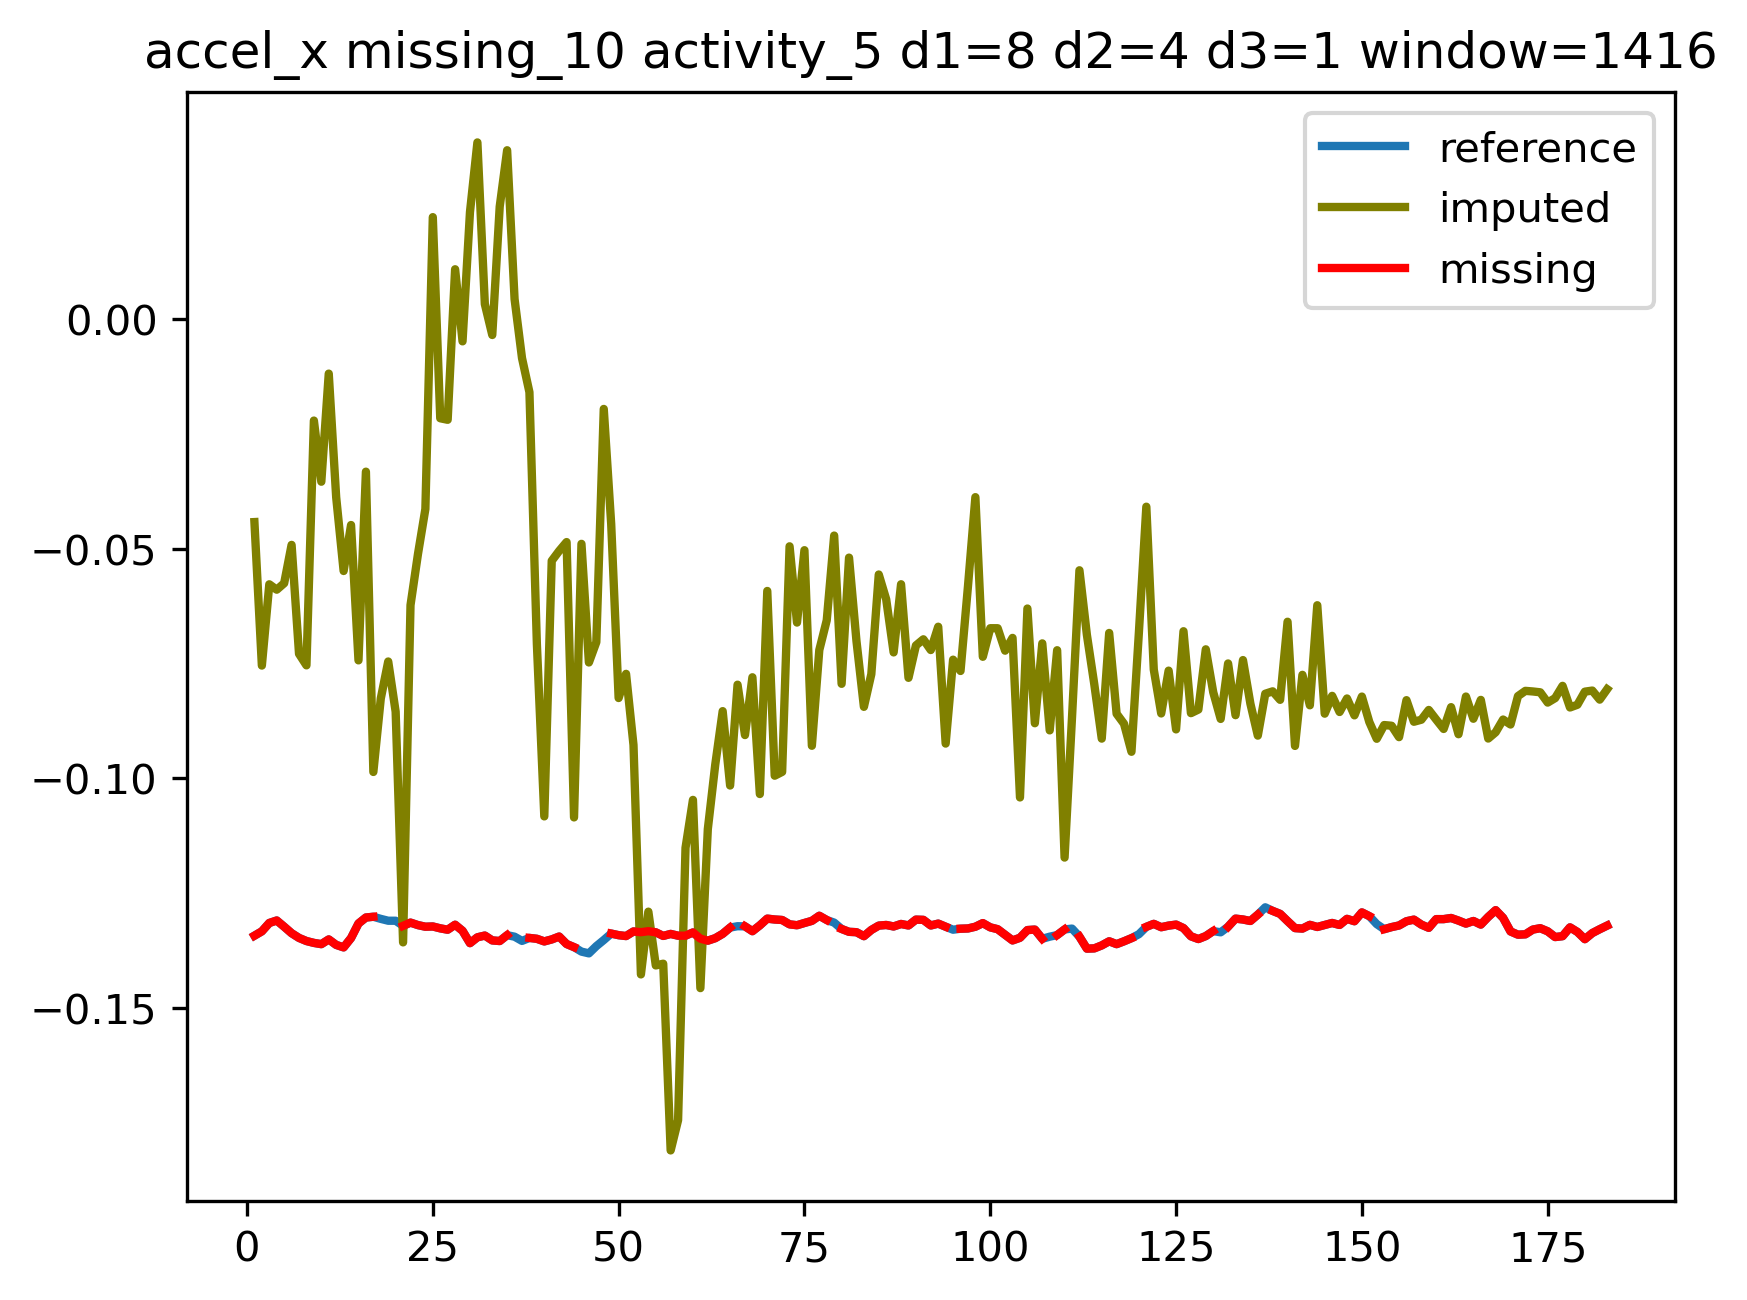 accel_x missing_10 activity_5 d1=8 d2=4 d3=1 window=1416
reference
imputed
missing
0.00
−0.05
−0.10
−0.15
0 25 50 75 100 125 150 175